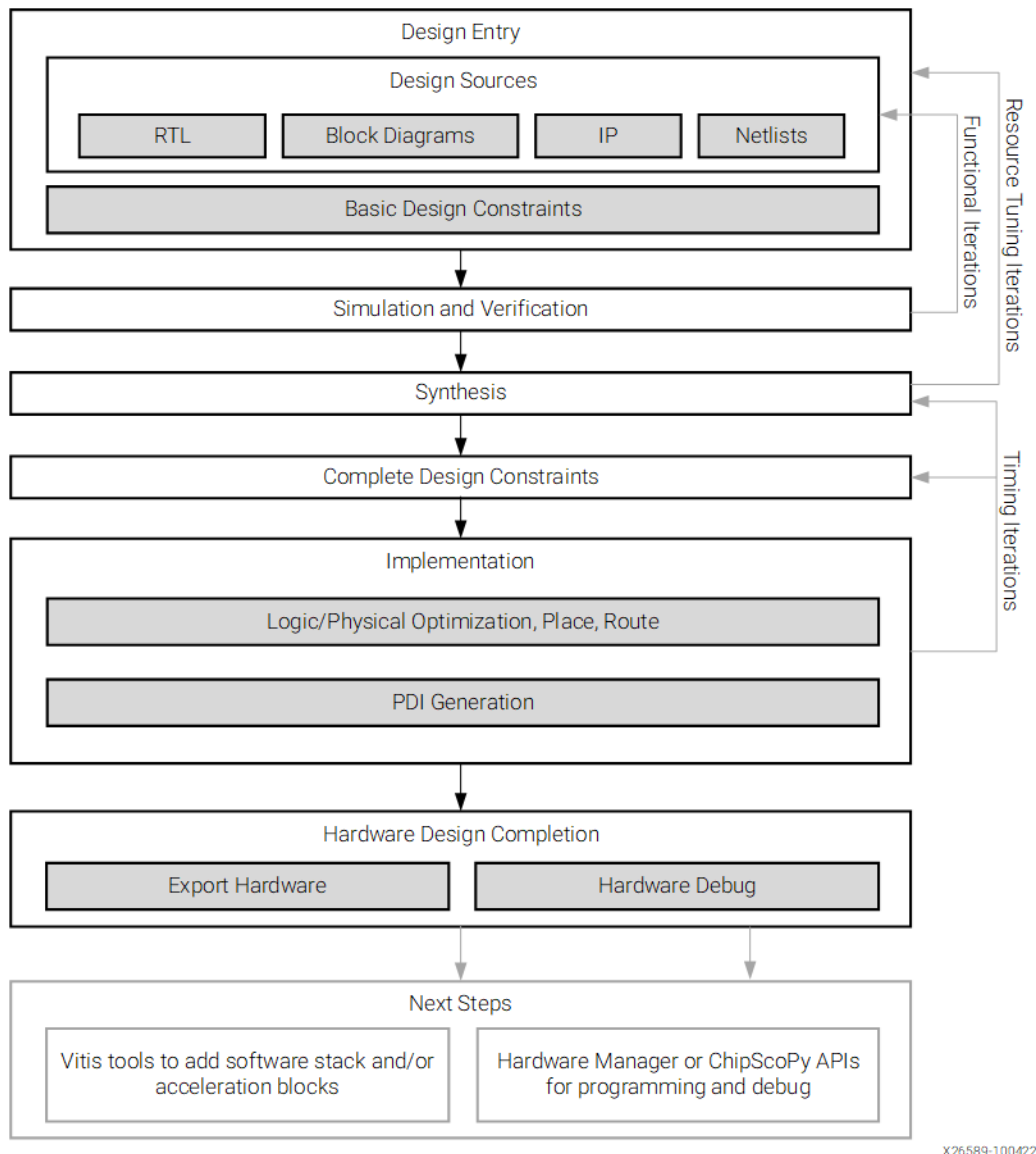 Design Entry
Design Sources
RTL
Block Diagrams
IP
Netlists
Basic Design Constraints
Simulation and Verification
Synthesis
Complete Design Constraints
Implementation
Logic/Physical Optimization, Place, Route
PDI Generation
Hardware Design Completion
Export Hardware
Hardware Debug
Next Steps
Vitis tools to add software stack and/or
acceleration blocks
Hardware Manager or ChipScoPy APIs
for programming and debug
Functional Iterations
Resource Tuning Iterations
Timing Iterations
X26589-100422